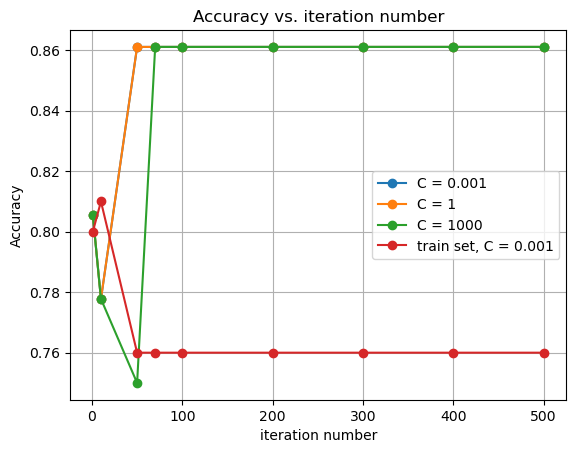 Accuracy vs. iteration number
0.86
0.84
0.82
0.80
0.78
0.76
Accuracy
C = 0.001
C = 1
C = 1000
train set, C = 0.001
0 100 200 300 400 500
iteration number